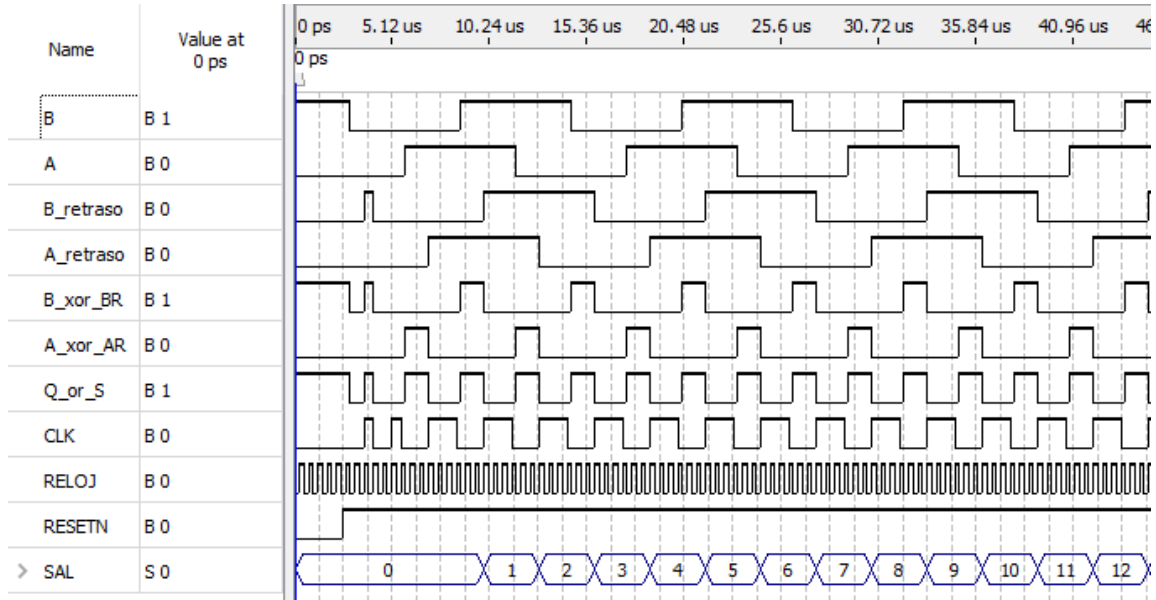 Name Value at 0 ps
0 ps 5.12 us 10.24 us 15.36 us 20.48 us 25.6 us 30.72 us 35.84 us 40.96 us 46
0 ps
B B 1
A B 0
B_retraso B 0
A_retraso B 0
B_xor_BR B 1
A_xor_AR B 0
Q_or_S B 1
CLK B 0
RELOJ B 0
RESETN B 0
> SAL S 0 0 1 2 3 4 5 6 7 8 9 10 11 12